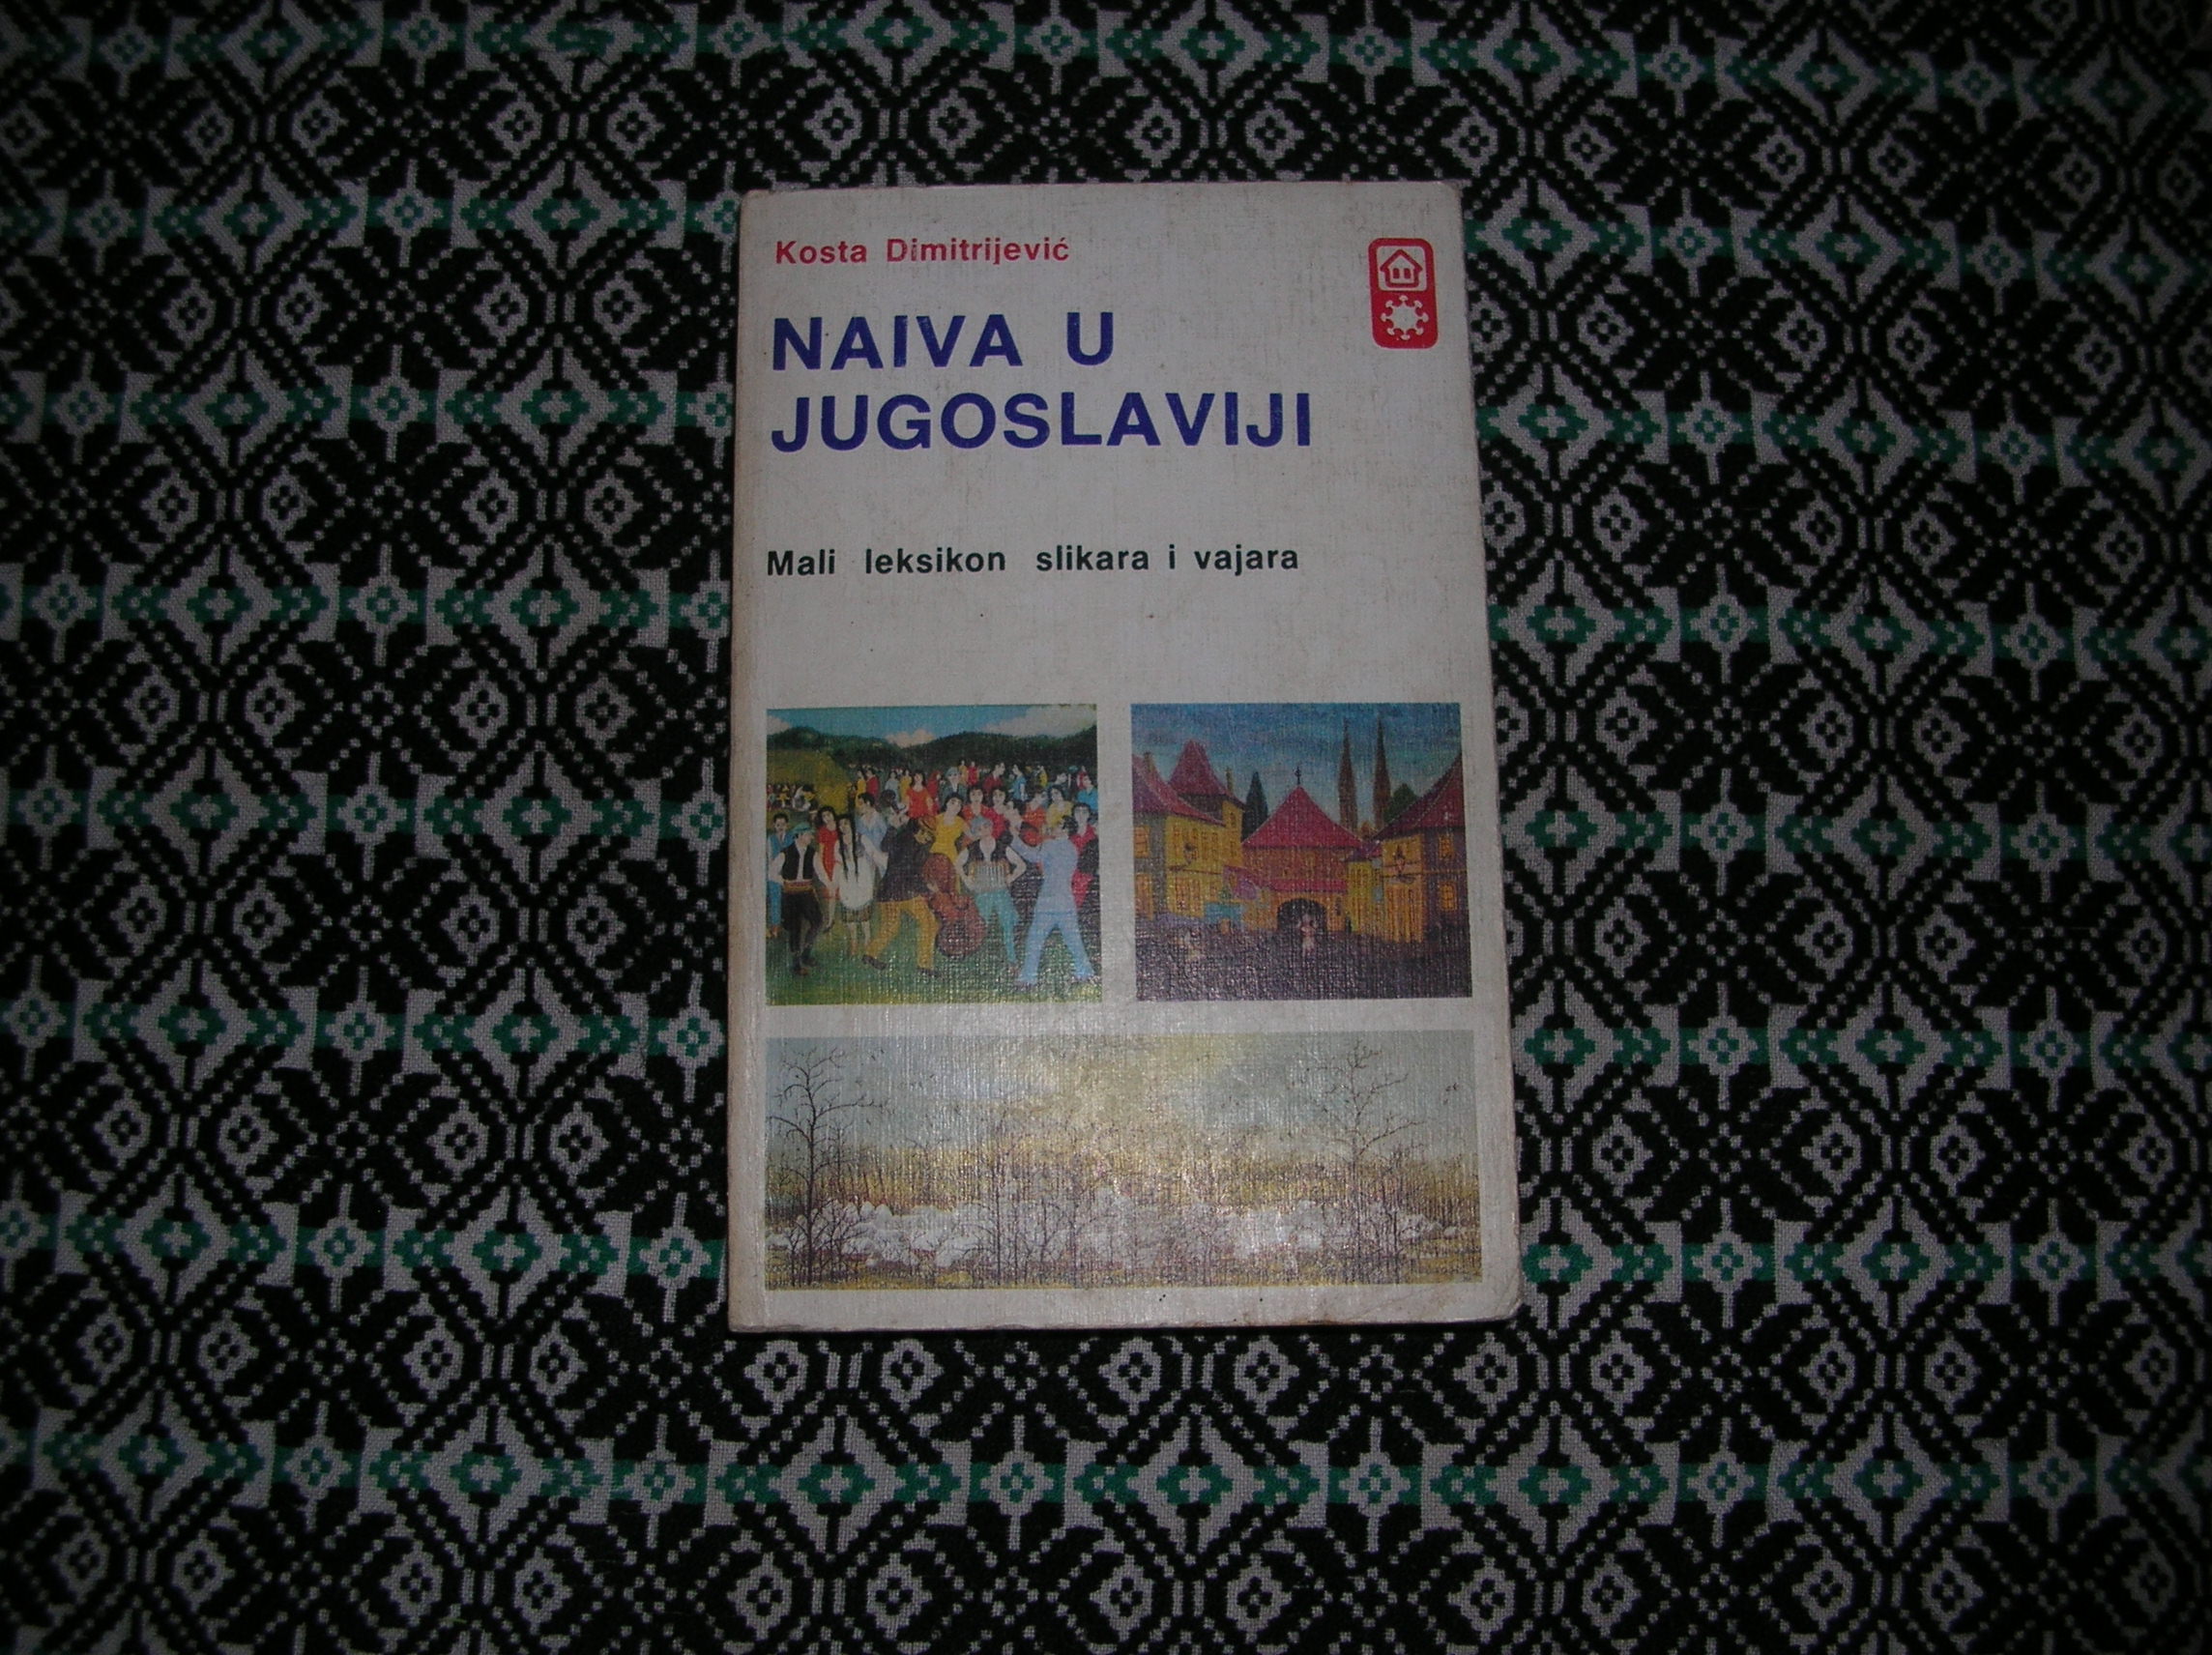 Kosta Dimitrijević
NAIVA U
JUGOSLAVIJI
Mali leksikon slikara i vajara